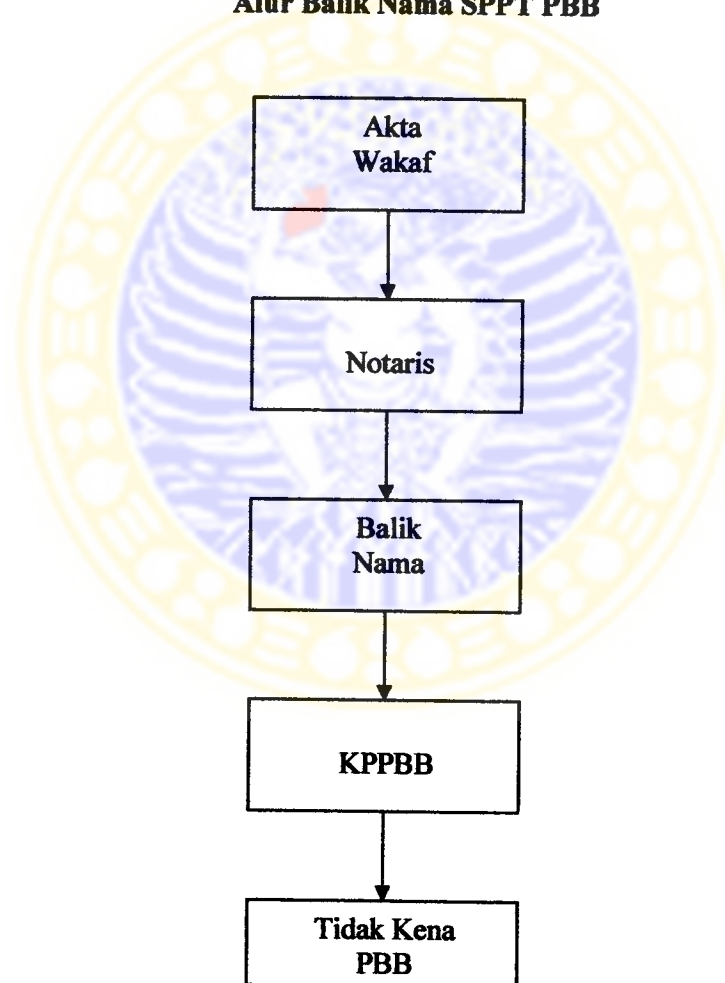 Alur Balik Nama SPPT PBB
Akta
Wakaf
Notaris
Balik
Nama
KPPBB
Tidak Kena
PBB